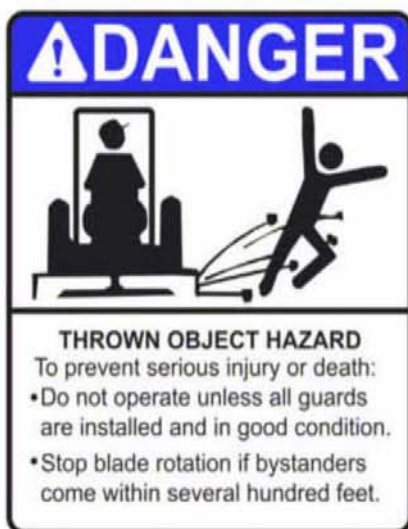 DANGER
THROWN OBJECT HAZARD
To prevent serious injury or death:
•Do not operate unless all guards
are installed and in good condition.
•Stop blade rotation if bystanders
come within several hundred feet.